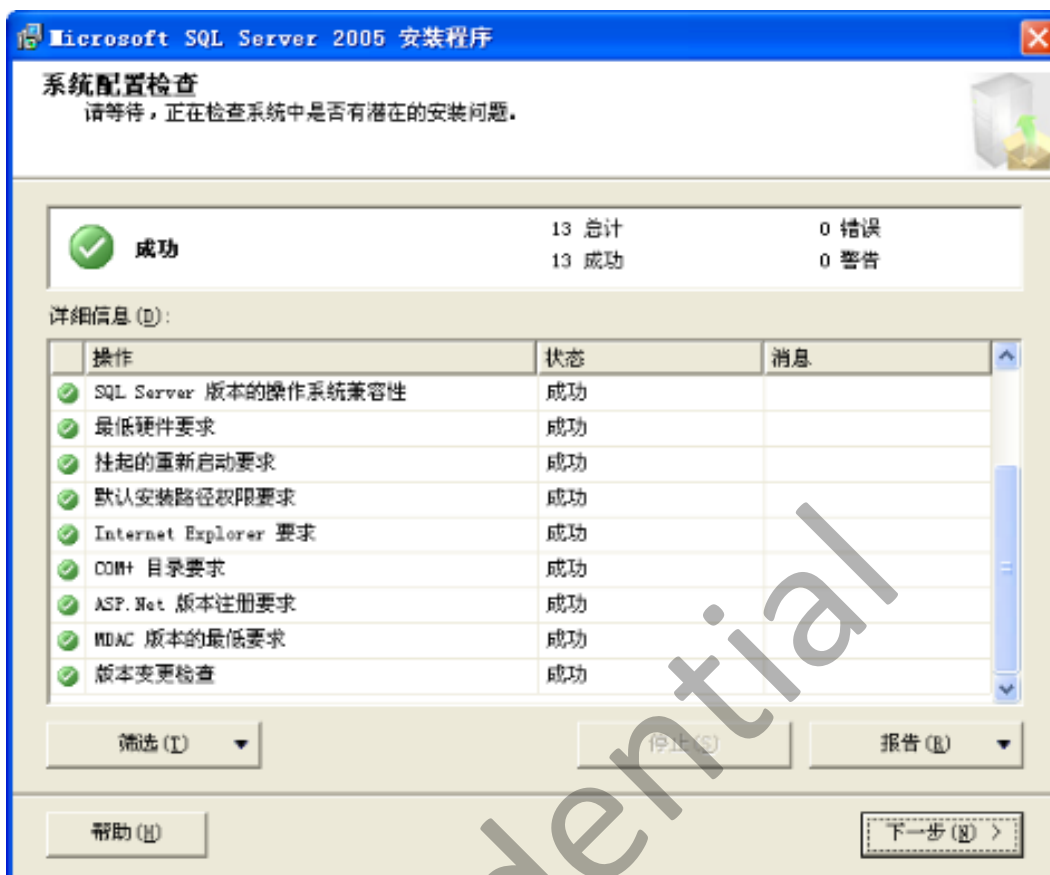 Microsoft SQL Server 2005 安装程序
系统配置检查
请等待，正在检查系统中是否有潜在的安装问题。
成功
13 总计
0 错误
13 成功
0 警告
详细信息(D):
操作 状态 消息
SQL Server 版本的操作系统兼容性 成功
最低硬件要求 成功
挂起的重新启动要求 成功
默认安装路径权限要求 成功
Internet Explorer 要求 成功
COM+ 目录要求 成功
ASP.Net 版本注册要求 成功
MDAC 版本的最低要求 成功
版本变更检查 成功
筛选(T) 停止(S) 报告(R)
帮助(H) 下一步(N) >
dential